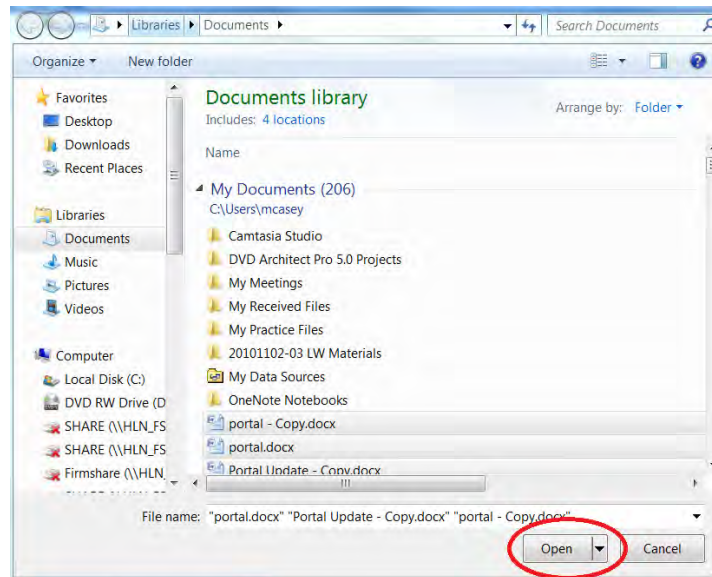 Libraries Documents Search Documents
Organize New folder
Favorites
Desktop
Downloads
Recent Places
Libraries
Documents
Music
Pictures
Videos
Computer
Local Disk (C:)
DVD RW Drive (D
SHARE (\\HLN_FS
SHARE (\\HLN_FS
Firmshare (\\HLN_
Documents library
Includes: 4 locations
Arrange by: Folder
Name
My Documents (206)
C:\Users\mcasey
Camtasia Studio
DVD Architect Pro 5.0 Projects
My Meetings
My Received Files
My Practice Files
20101102-03 LW Materials
My Data Sources
OneNote Notebooks
portal - Copy.docx
portal.docx
Portal Update - Copy.docx
File name: "portal.docx" "Portal Update - Copy.docx" "portal - Copy.docx"
Open Cancel